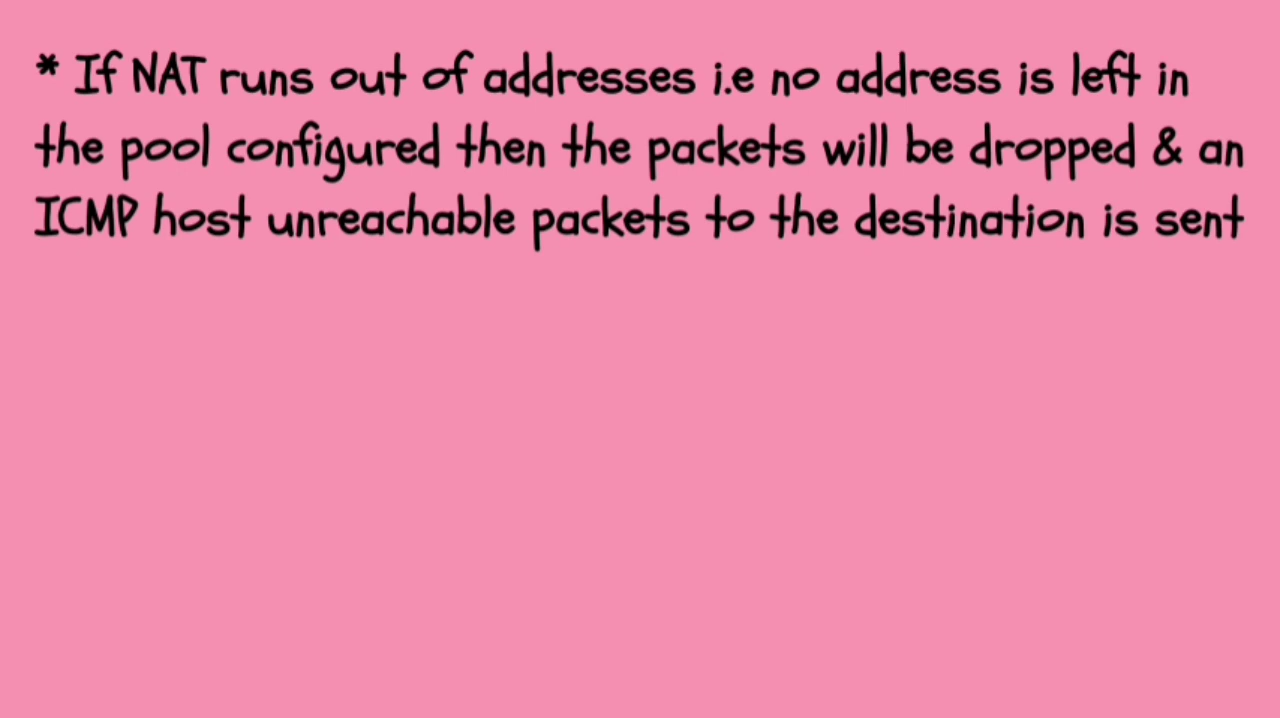 * If NAT runs out of addresses i.e no address is left in
the pool configured then the packets will be dropped & an
ICMP host unreachable packets to the destination is sent